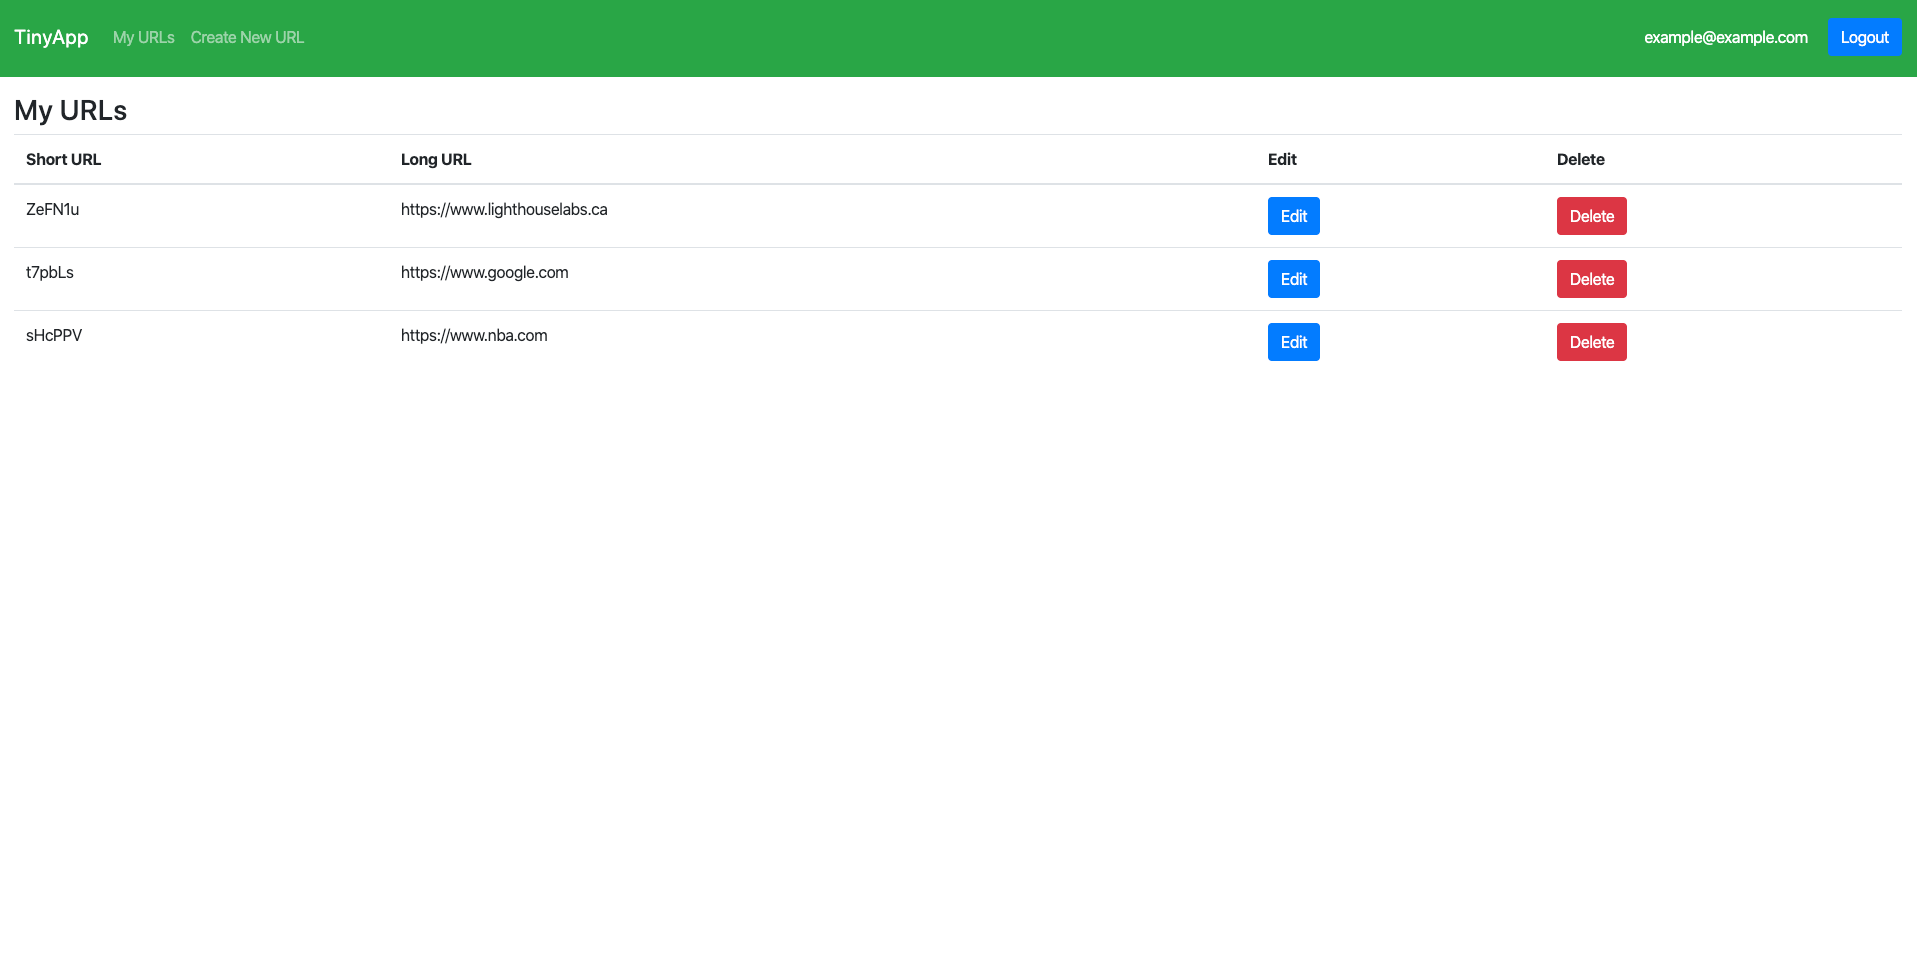 TinyApp My URLs Create New URL example@example.com Logout
My URLs
Short URL Long URL Edit Delete
ZeFN1u https://www.lighthouselabs.ca Edit Delete
t7pbLs https://www.google.com Edit Delete
sHcPPV https://www.nba.com Edit Delete